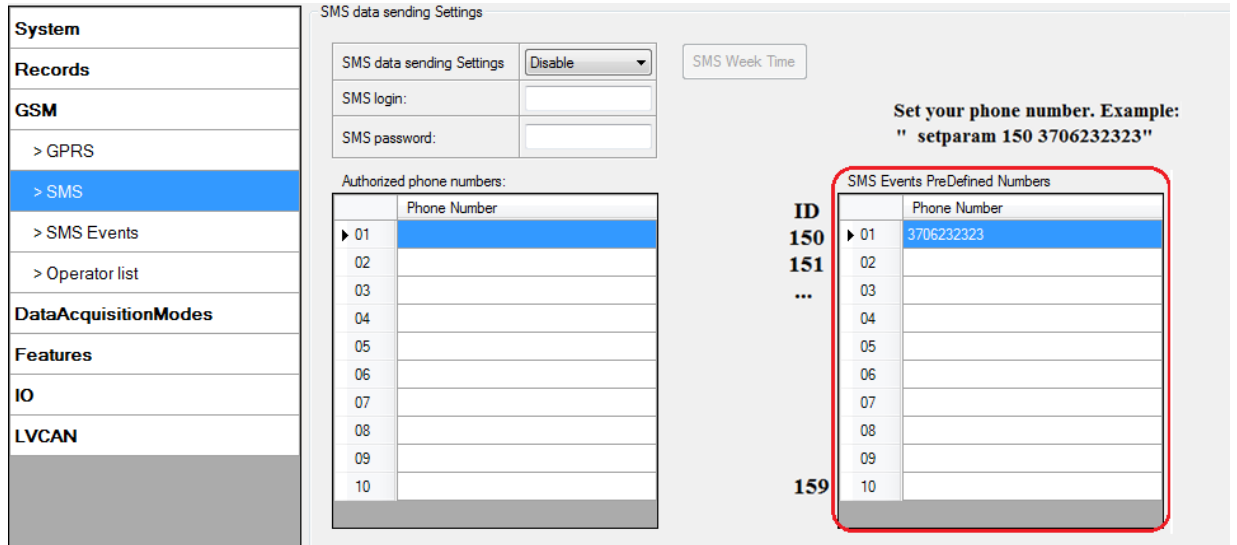 System
Records
GSM
> GPRS
> SMS
> SMS Events
> Operator list
DataAcquisitionModes
Features
IO
LVCAN
SMS data sending Settings
SMS data sending Settings Disable SMS Week Time
SMS login:
SMS password:
Set your phone number. Example:
" setparam 150 3706232323"
Authorized phone numbers:
Phone Number
01
02
03
04
05
06
07
08
09
10
ID
150
151
...
159
SMS Events PreDefined Numbers
Phone Number
01 3706232323
02
03
04
05
06
07
08
09
10